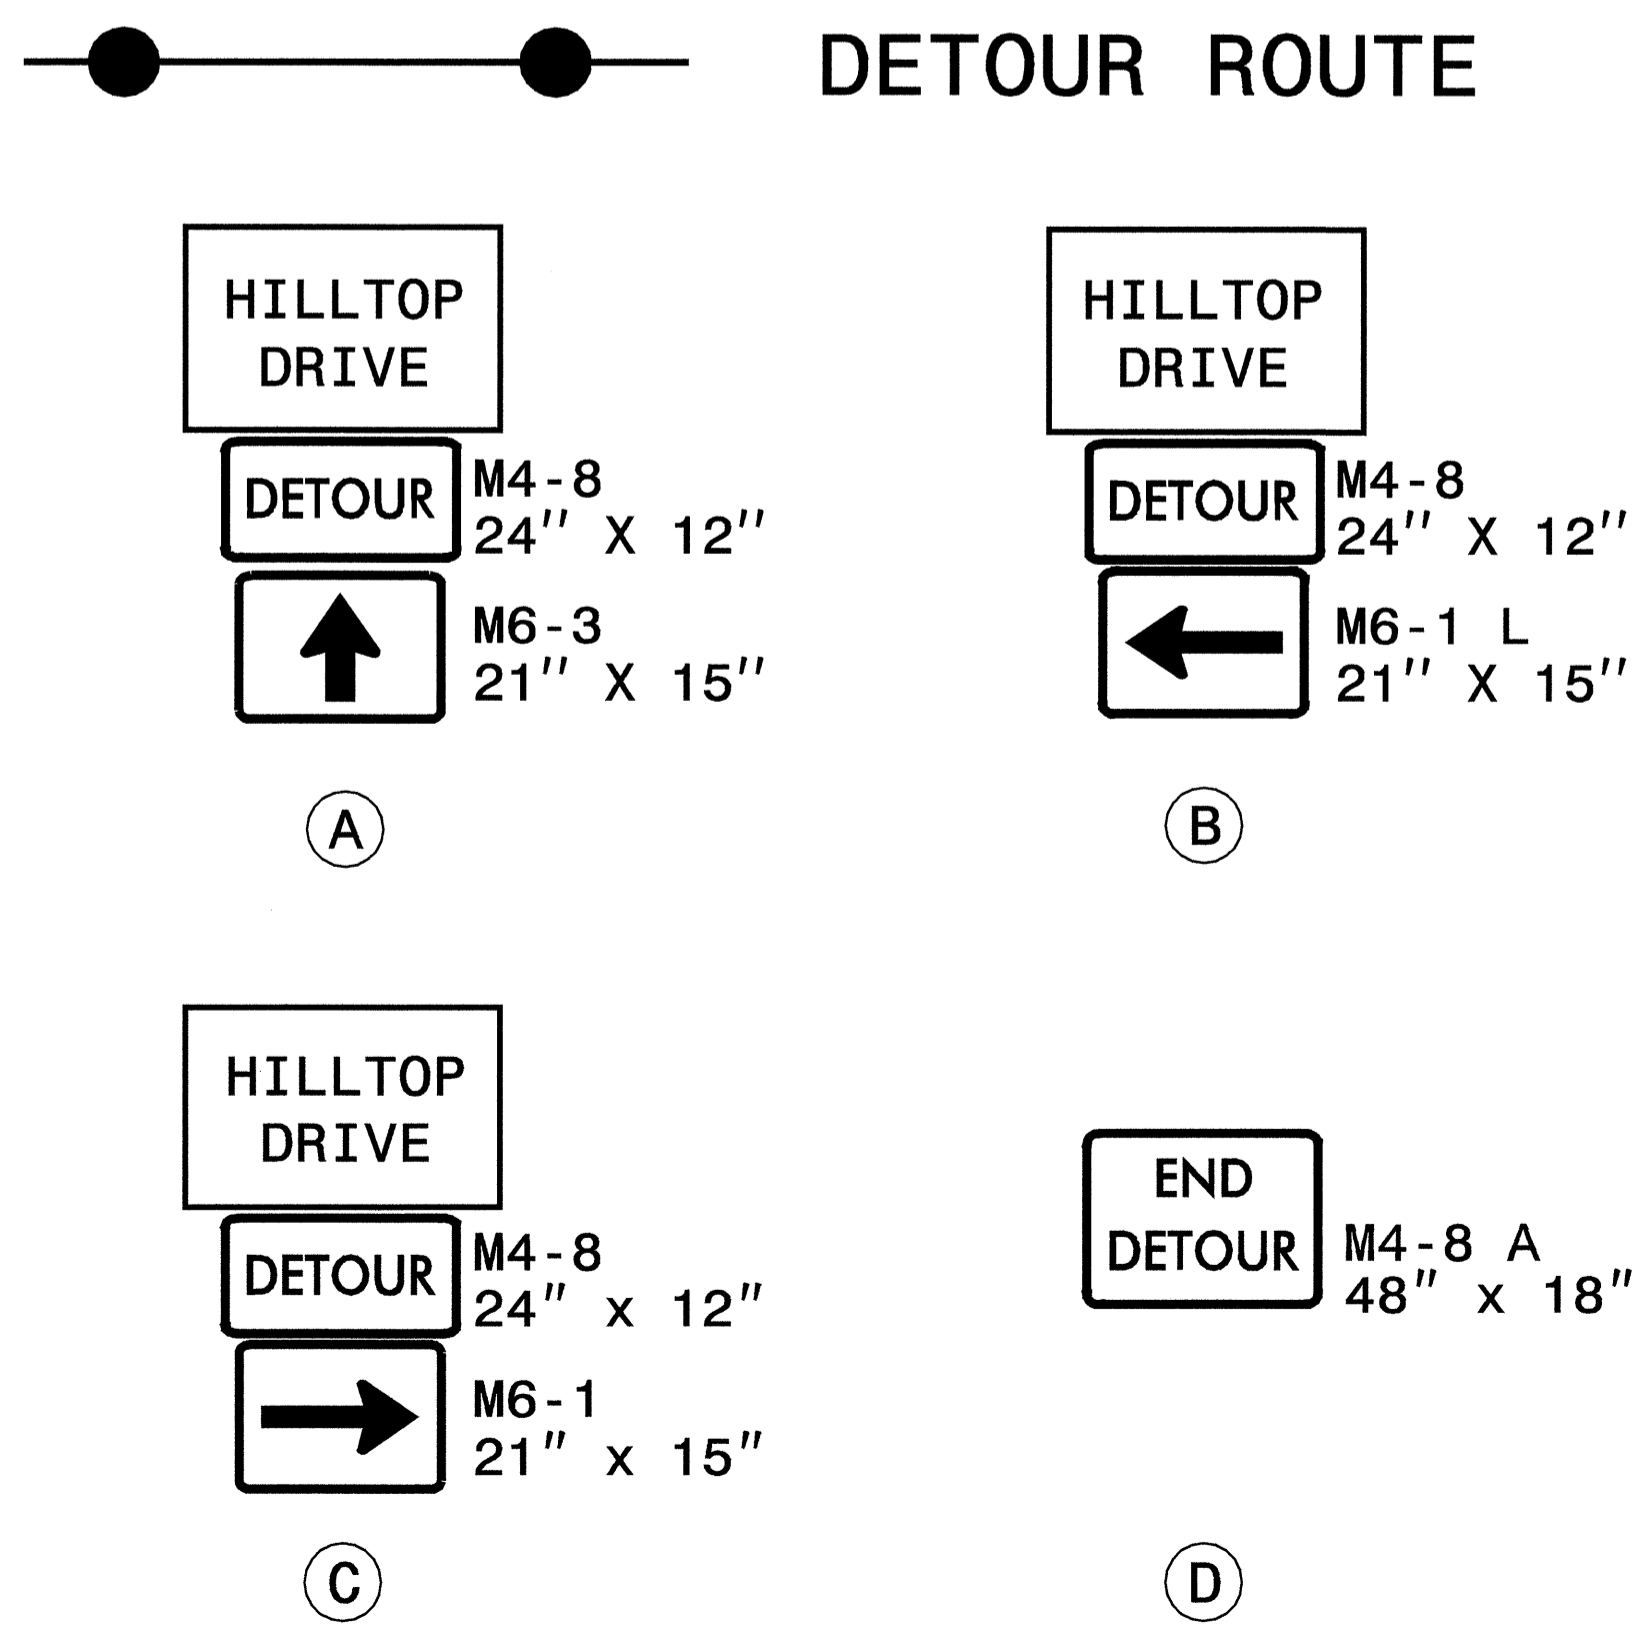 DETOUR ROUTE
HILLTOP
DRIVE
DETOUR
M4-8
24" X 12"
M6-3
21" X 15"
A
HILLTOP
DRIVE
DETOUR
M4-8
24" X 12"
M6-1 L
21" X 15"
B
HILLTOP
DRIVE
DETOUR
M4-8
24" x 12"
M6-1
21" x 15"
C
END
DETOUR
M4-8 A
48" x 18"
D